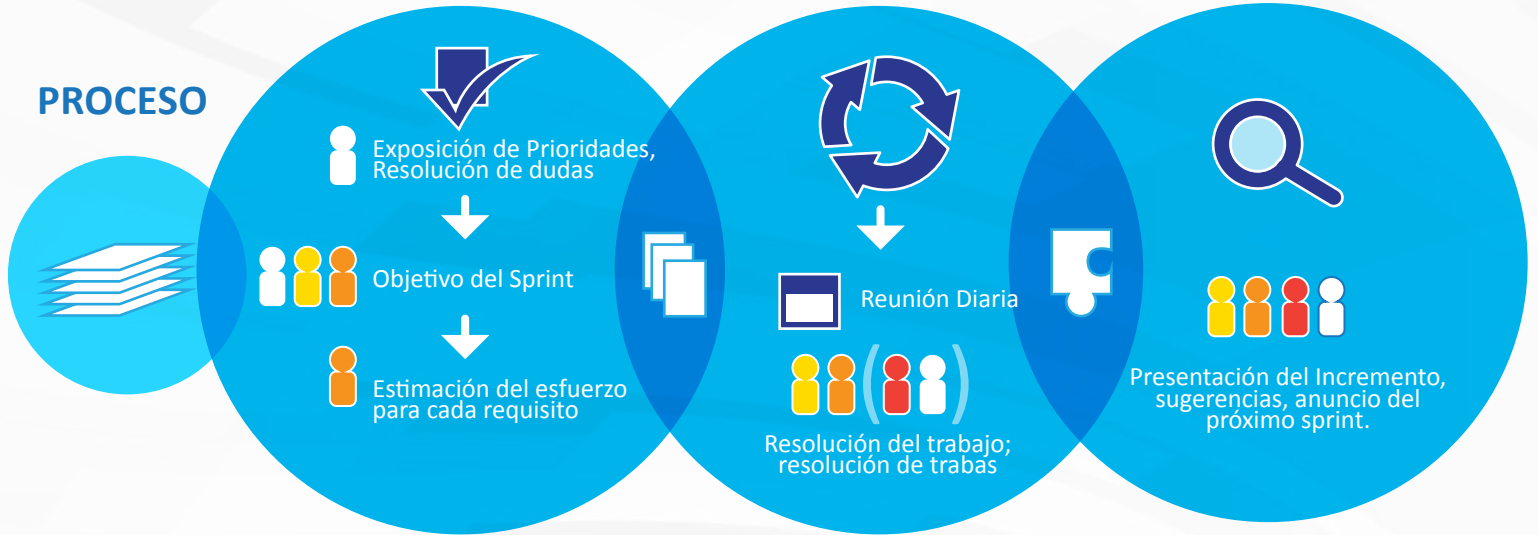 PROCESO
Exposición de Prioridades,
Resolución de dudas
Objetivo del Sprint
Estimación del esfuerzo
para cada requisito
Reunión Diaria
Resolución del trabajo;
resolución de trabas
Presentación del Incremento,
sugerencias, anuncio del
próximo sprint.